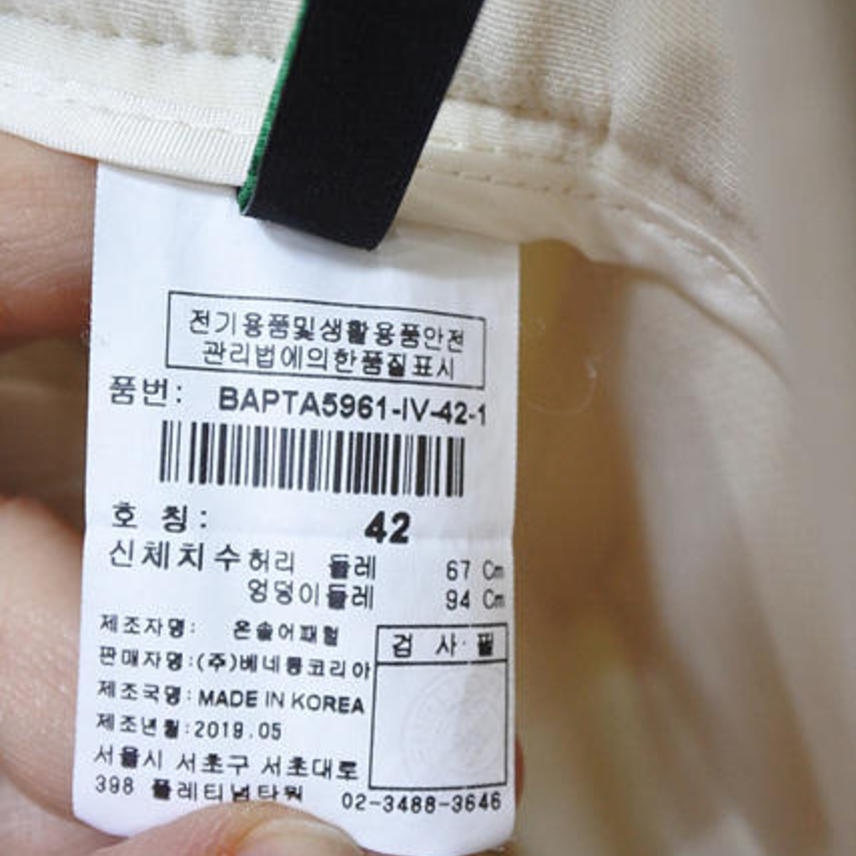 전기용품및생활용품안전
관리법에의한품질표시
품번: BAPTA5961-IV-42-1
호 칭: 42
신체치수허리 둘레 67 Cm
엉덩이둘레 94 Cm
제조자명: 온솔어패럴
판매자명:(주)베네통코리아
제조국명:MADE IN KOREA
제조년월:2019.05
서울시 서초구 서초대로
398 플래티넘타워 02-3488-3646
검 사·필